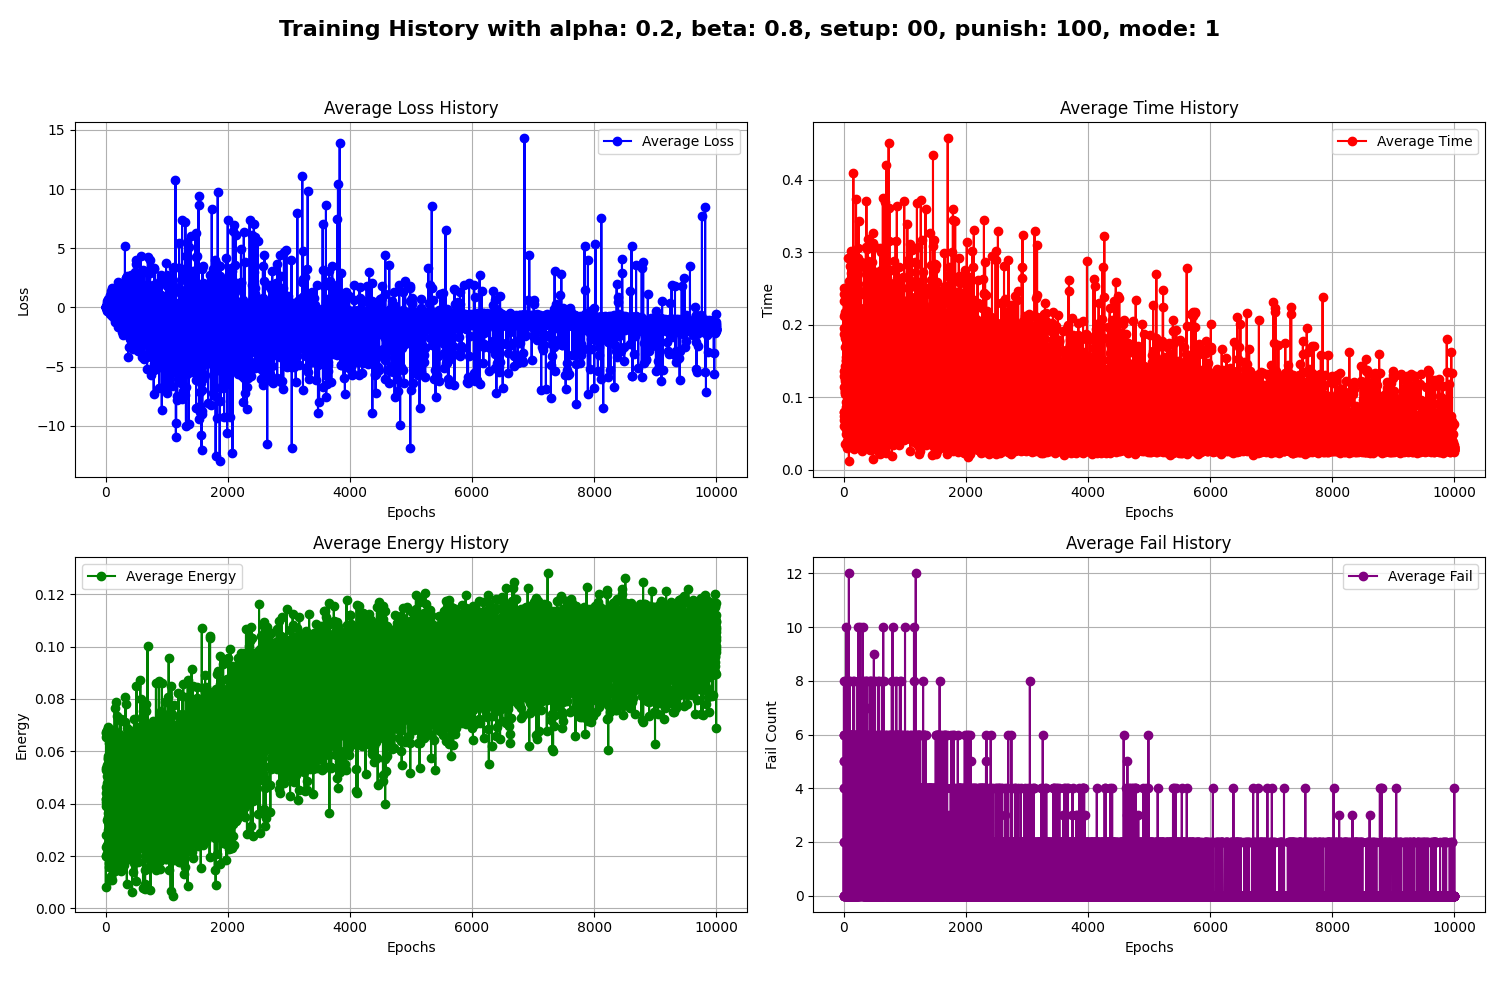 Training History with alpha: 0.2, beta: 0.8, setup: 00, punish: 100, mode: 1
Average Loss History
Average Loss
Loss
15
10
5
0
−5
−10
0 2000 4000 6000 8000 10000
Epochs
Average Time History
Average Time
Time
0.4
0.3
0.2
0.1
0.0
0 2000 4000 6000 8000 10000
Epochs
Average Energy History
Average Energy
Energy
0.12
0.10
0.08
0.06
0.04
0.02
0.00
0 2000 4000 6000 8000 10000
Epochs
Average Fail History
Average Fail
Fail Count
12
10
8
6
4
2
0
0 2000 4000 6000 8000 10000
Epochs